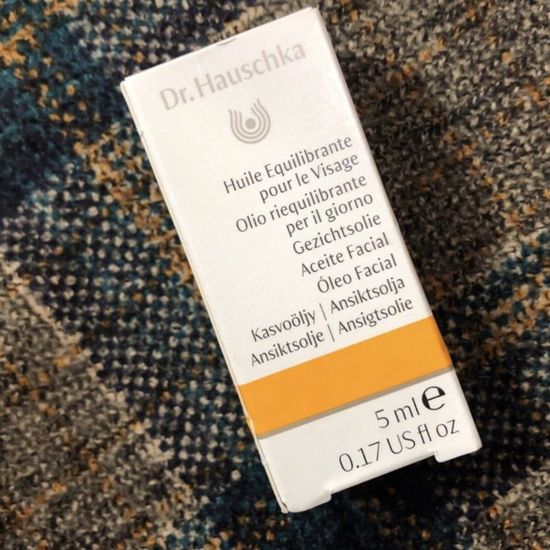 Dr. Hauschka
Huile Equilibrante
pour le Visage
Olio riequilibrante
per il giorno
Gezichtsolie
Aceite Facial
Óleo Facial
Kasvoöljy | Ansiktsolja
Ansiktsolje | Ansigtsolie
5 ml ℮
0.17 US fl oz